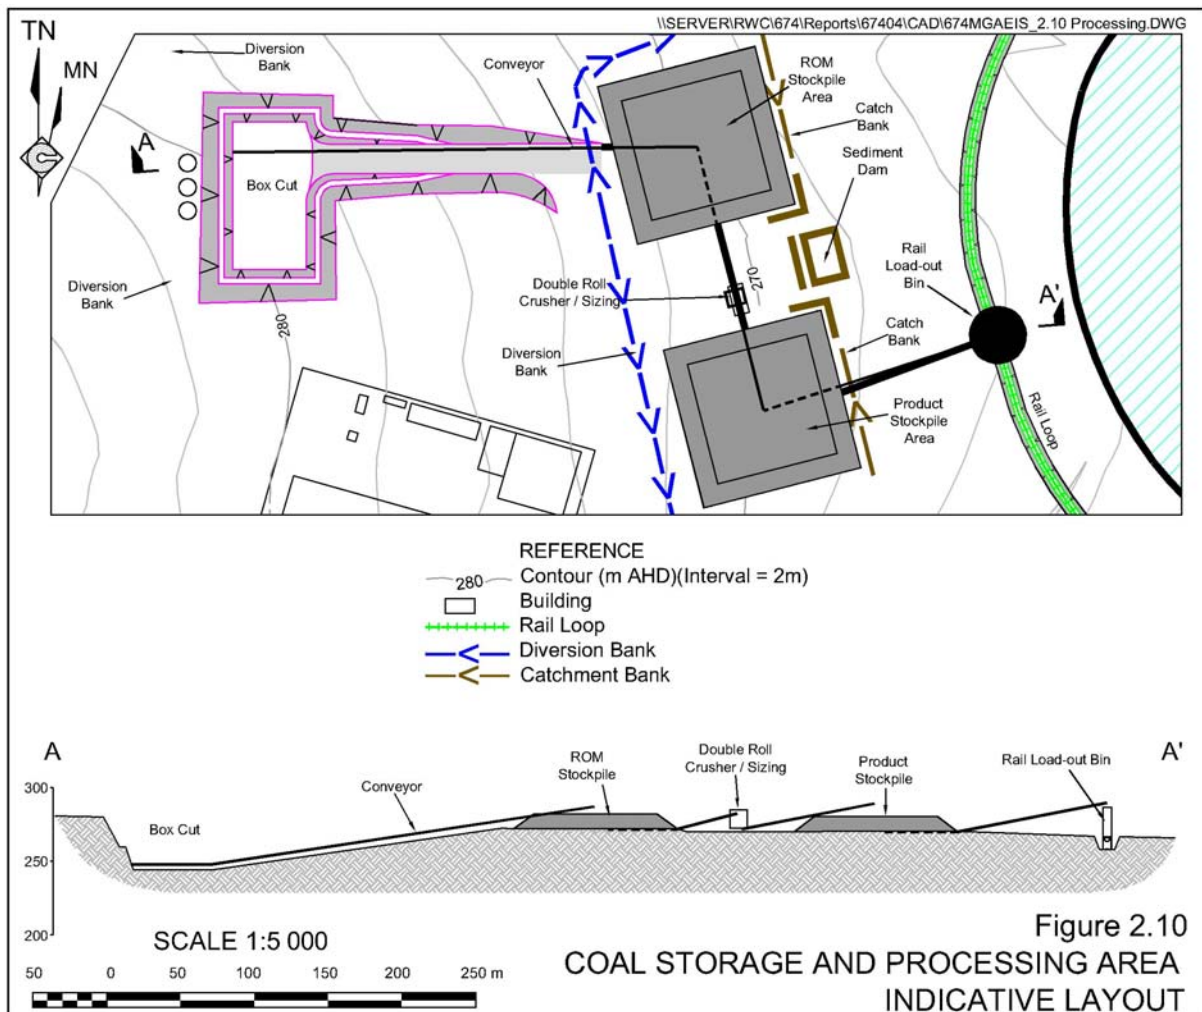 \\SERVER\RWC\674\Reports\67404\CAD\674MGAEIS_2.10 Processing.DWG
TN
MN
Diversion
Bank
Conveyor
ROM
Stockpile
Area
Catch
Bank
Sediment
Dam
A
Box Cut
Rail
Load-out
Bin
A'
Diversion
Bank
280
Double Roll
Crusher / Sizing
270
Diversion
Bank
Catch
Bank
Product
Stockpile
Area
Rail Loop
REFERENCE
280
Contour (m AHD)(Interval = 2m)
Building
Rail Loop
Diversion Bank
Catchment Bank
A
A'
ROM
Stockpile
Double Roll
Crusher / Sizing
Product
Stockpile
Rail Load-out Bin
Conveyor
Box Cut
300
250
200
SCALE 1:5 000
50 0 50 100 150 200 250 m
Figure 2.10
COAL STORAGE AND PROCESSING AREA
INDICATIVE LAYOUT